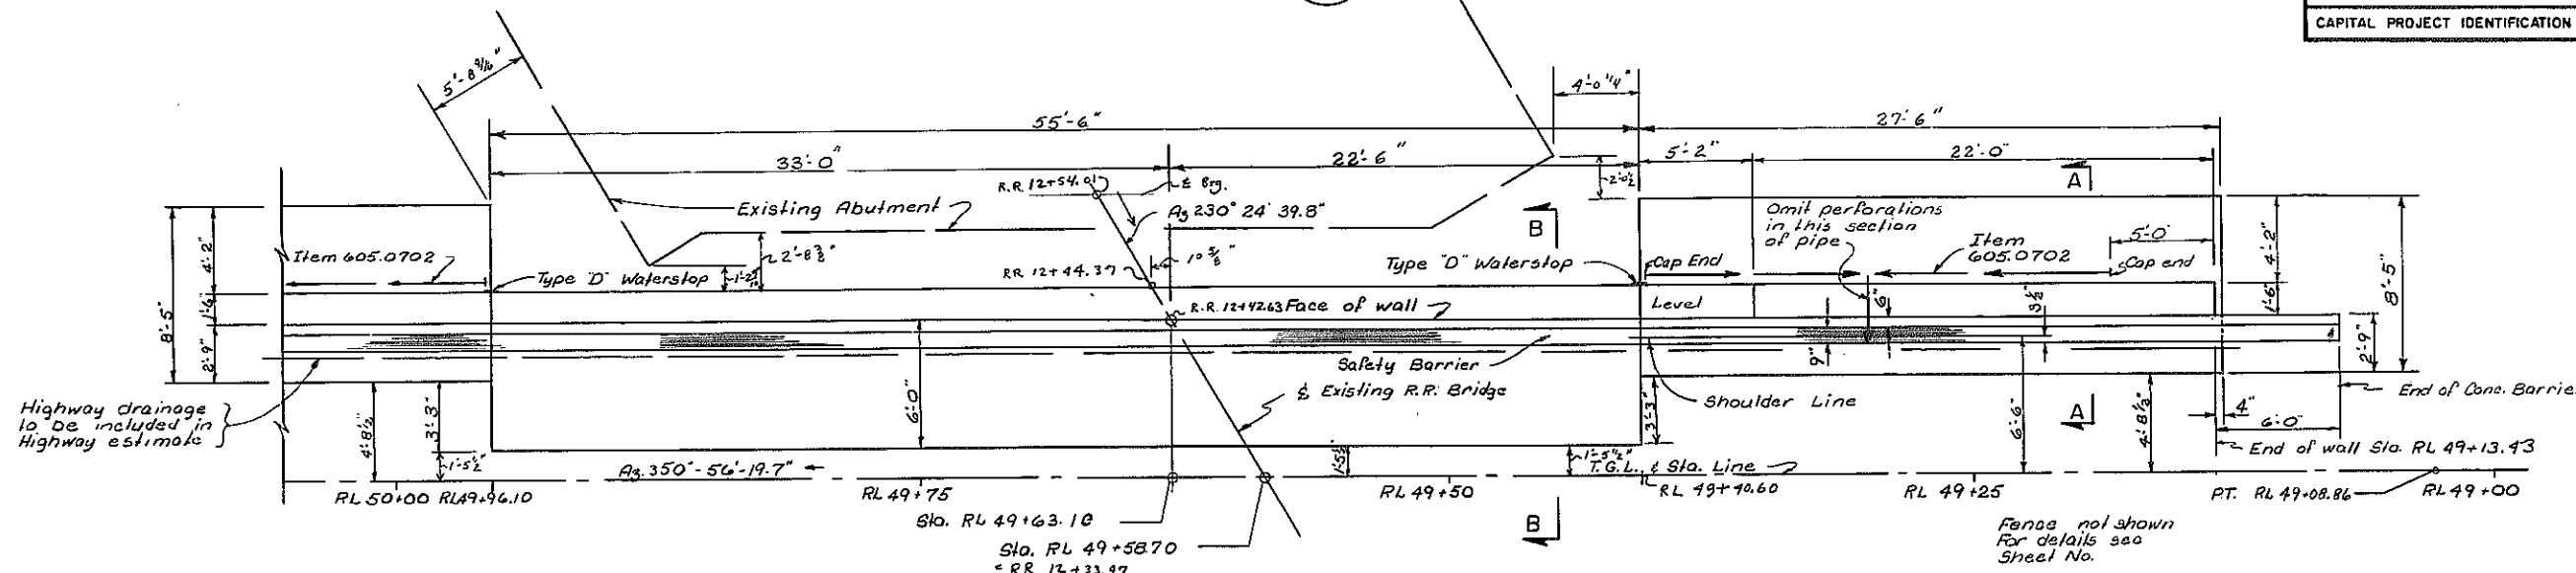 CAPITAL PROJECT IDENTIFICATION
5'-8 9/16"
4'-0 1/4"
55'-6"
27'-6"
33'-0"
22'-6"
5'-2"
22'-0"
R.R. 12+54.01
℄ Brg.
2'-0½"
A
Existing Abutment
Az 230° 24' 39.8"
B
Omit perforations
in this section
of pipe
Item
605.0702
5'-0"
4'-2"
Item 605.0702
2'-8⅜"
10⅝"
RR 12+44.37
Type "D" Waterstop
Type "D" Waterstop
Cap End
Cap end
4'-2"
8'-5"
1'-6"
R.R. 12+42.63
Face of wall
Level
6"
3½"
1'-6"
8'-5"
2'-9"
2'-9"
Safety Barrier
9"
℄ Existing R.R. Bridge
Shoulder Line
End of Conc. Barrier
Highway drainage
to be included in
Highway estimate
4'-8½"
3'-3"
6'-0"
3'-3"
A
6'-6"
4'-8½"
4"
6'-0"
1'-5½"
Az. 350°-56'-19.7"
1'-5½"
1'-5½"
T.G.L. & Sta. Line
End of wall Sta. RL 49+13.43
RL 50+00
RL 49+96.10
RL 49+75
RL 49+50
RL 49+40.60
RL 49+25
P.T. RL 49+08.86
RL 49+00
Sta. RL 49+63.10
B
Sta. RL 49+58.70
= RR 12+33.97
Fence not shown
For details see
Sheet No.